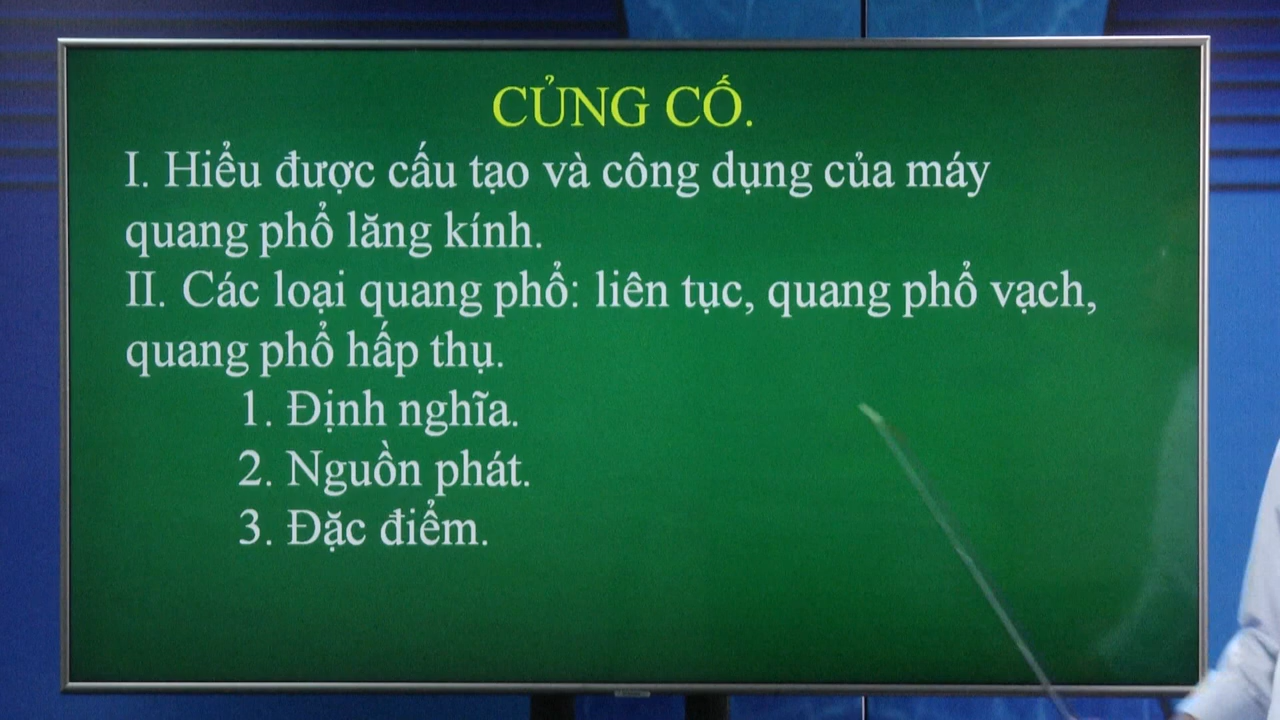 CỦNG CỐ.
I. Hiểu được cấu tạo và công dụng của máy
quang phổ lăng kính.
II. Các loại quang phổ: liên tục, quang phổ vạch,
quang phổ hấp thụ.
1. Định nghĩa.
2. Nguồn phát.
3. Đặc điểm.